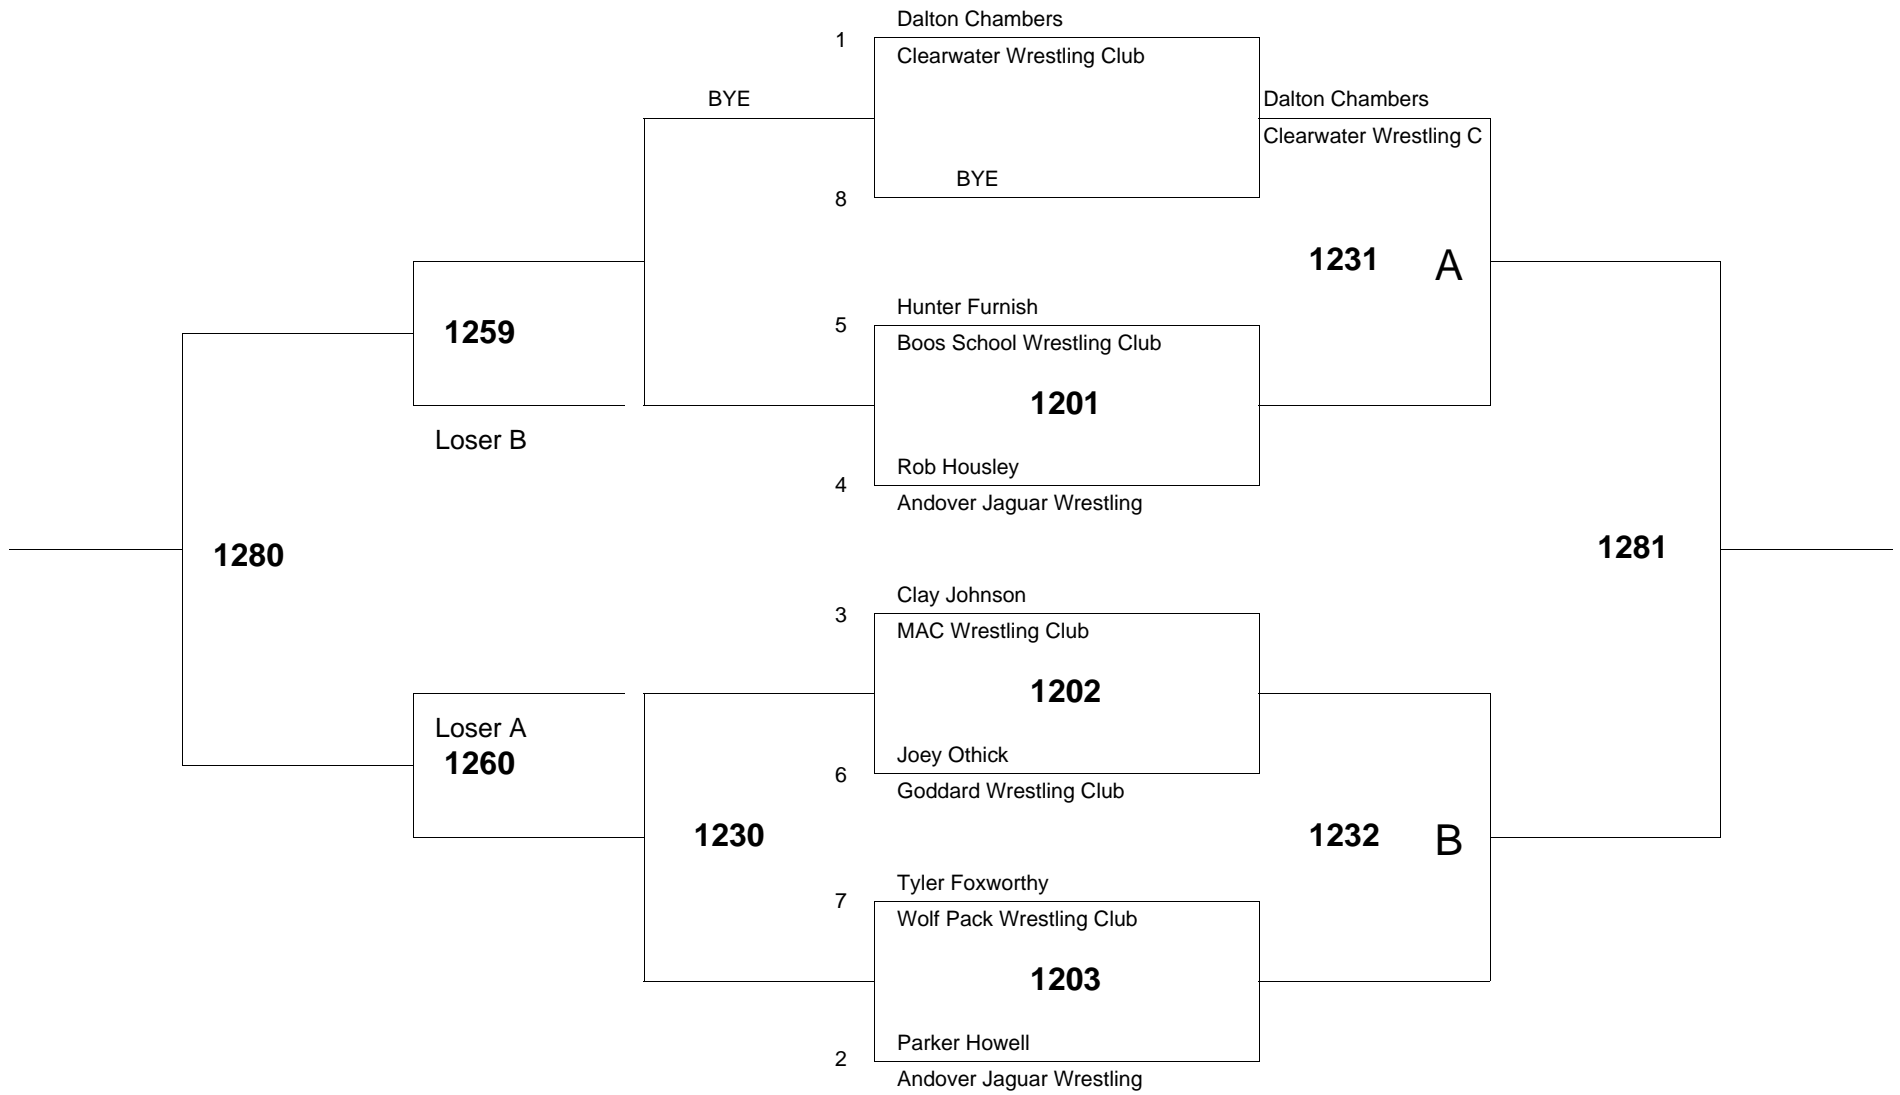 Dalton Chambers
1
Clearwater Wrestling Club
BYE
Dalton Chambers
Clearwater Wrestling C
BYE
8
1231 A
Hunter Furnish
5
1259
Boos School Wrestling Club
1201
Loser B
Rob Housley
4
Andover Jaguar Wrestling
1280
1281
Clay Johnson
3
MAC Wrestling Club
1202
Loser A
1260
Joey Othick
6
Goddard Wrestling Club
1230
1232 B
Tyler Foxworthy
7
Wolf Pack Wrestling Club
1203
Parker Howell
2
Andover Jaguar Wrestling